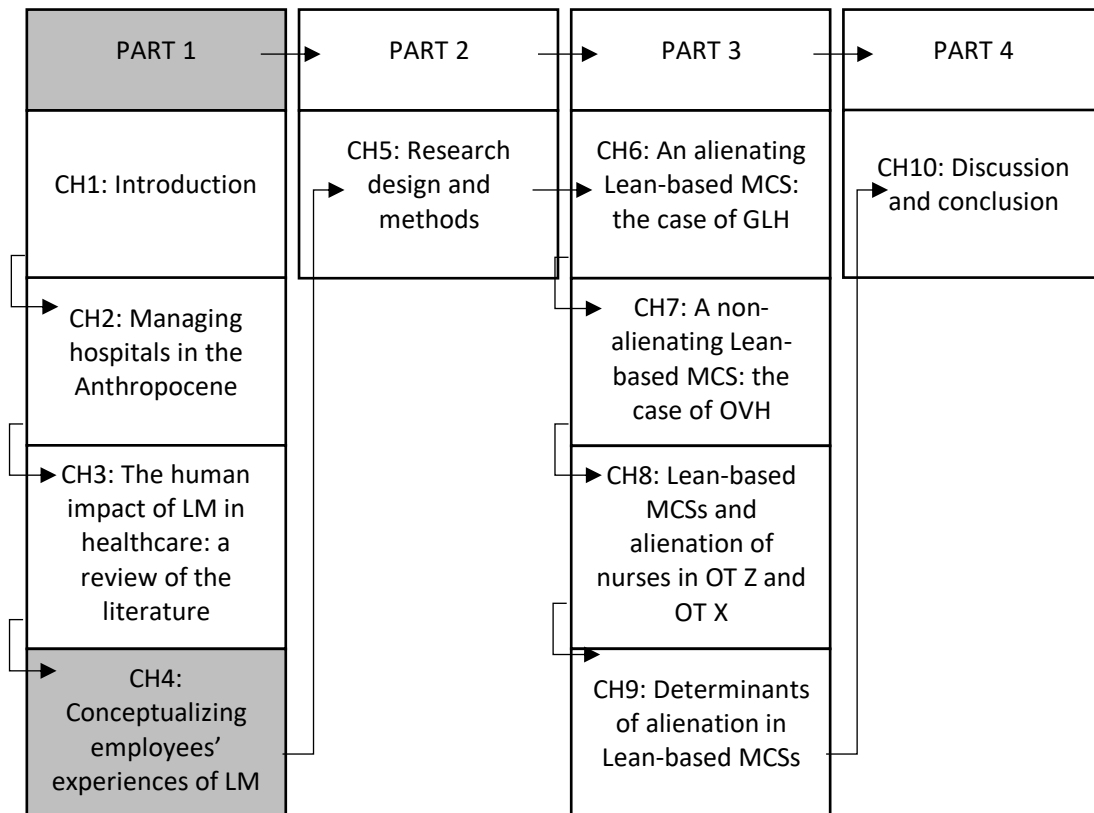 PART 1
PART 2
PART 3
PART 4
CH1: Introduction
CH2: Managing
hospitals in the
Anthropocene
CH3: The human
impact of LM in
healthcare: a
review of the
literature
CH4:
Conceptualizing
employees’
experiences of LM
CH5: Research
design and
methods
CH6: An alienating
Lean-based MCS:
the case of GLH
CH7: A non-
alienating Lean-
based MCS: the
case of OVH
CH8: Lean-based
MCSs and
alienation of
nurses in OT Z and
OT X
CH9: Determinants
of alienation in
Lean-based MCSs
CH10: Discussion
and conclusion